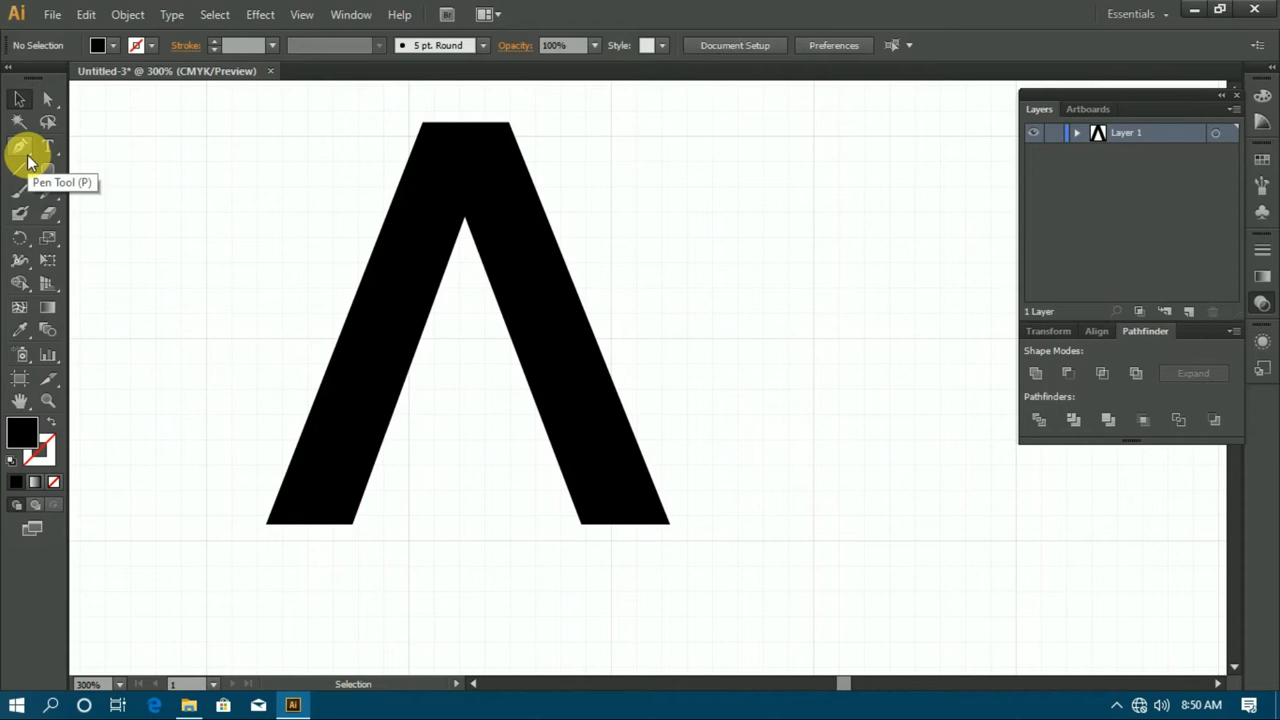 Ai File Edit Object Type Select Effect View Window Help Br Essentials
No Selection Stroke: 5 pt. Round Opacity: 100% Style: Document Setup Preferences
Untitled-3* @ 300% (CMYK/Preview)
Layers Artboards
Layer 1
Pen Tool (P)
1 Layer
Transform Align Pathfinder
Shape Modes:
Expand
Pathfinders:
300% 1 Selection
Ai 8:50 AM